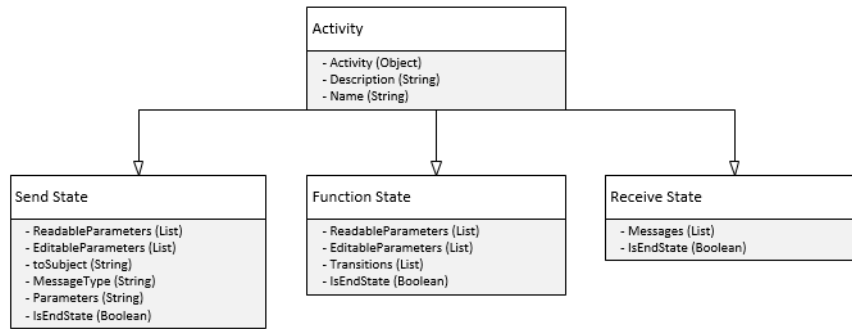 Activity
- Activity (Object)
- Description (String)
- Name (String)
Send State
- ReadableParameters (List)
- EditableParameters (List)
- toSubject (String)
- MessageType (String)
- Parameters (String)
- IsEndState (Boolean)
Function State
- ReadableParameters (List)
- EditableParameters (List)
- Transitions (List)
- IsEndState (Boolean)
Receive State
- Messages (List)
- IsEndState (Boolean)